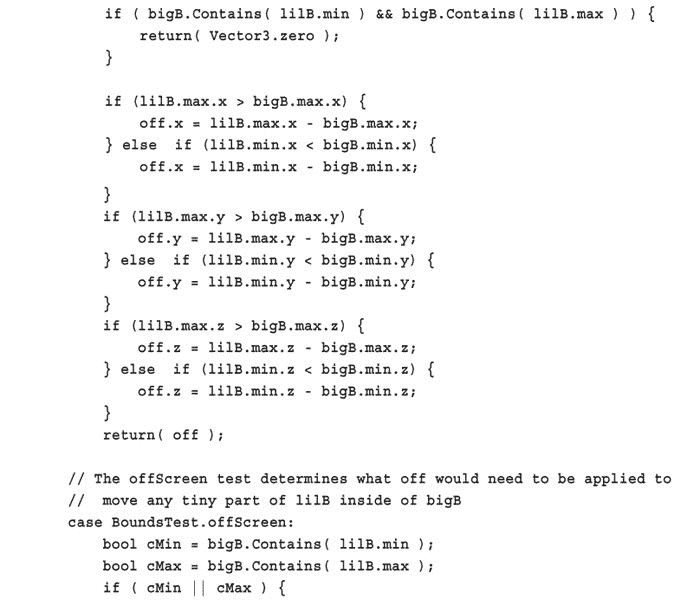 if ( bigB.Contains( lilB.min ) && bigB.Contains( lilB.max ) ) {
return( Vector3.zero );
}
if (lilB.max.x > bigB.max.x) {
off.x = lilB.max.x - bigB.max.x;
} else  if (lilB.min.x < bigB.min.x) {
off.x = lilB.min.x - bigB.min.x;
}
if (lilB.max.y > bigB.max.y) {
off.y = lilB.max.y - bigB.max.y;
} else  if (lilB.min.y < bigB.min.y) {
off.y = lilB.min.y - bigB.min.y;
}
if (lilB.max.z > bigB.max.z) {
off.z = lilB.max.z - bigB.max.z;
} else  if (lilB.min.z < bigB.min.z) {
off.z = lilB.min.z - bigB.min.z;
}
return( off );
// The offScreen test determines what off would need to be applied to
//  move any tiny part of lilB inside of bigB
case BoundsTest.offScreen:
bool cMin = bigB.Contains( lilB.min );
bool cMax = bigB.Contains( lilB.max );
if ( cMin || cMax ) {